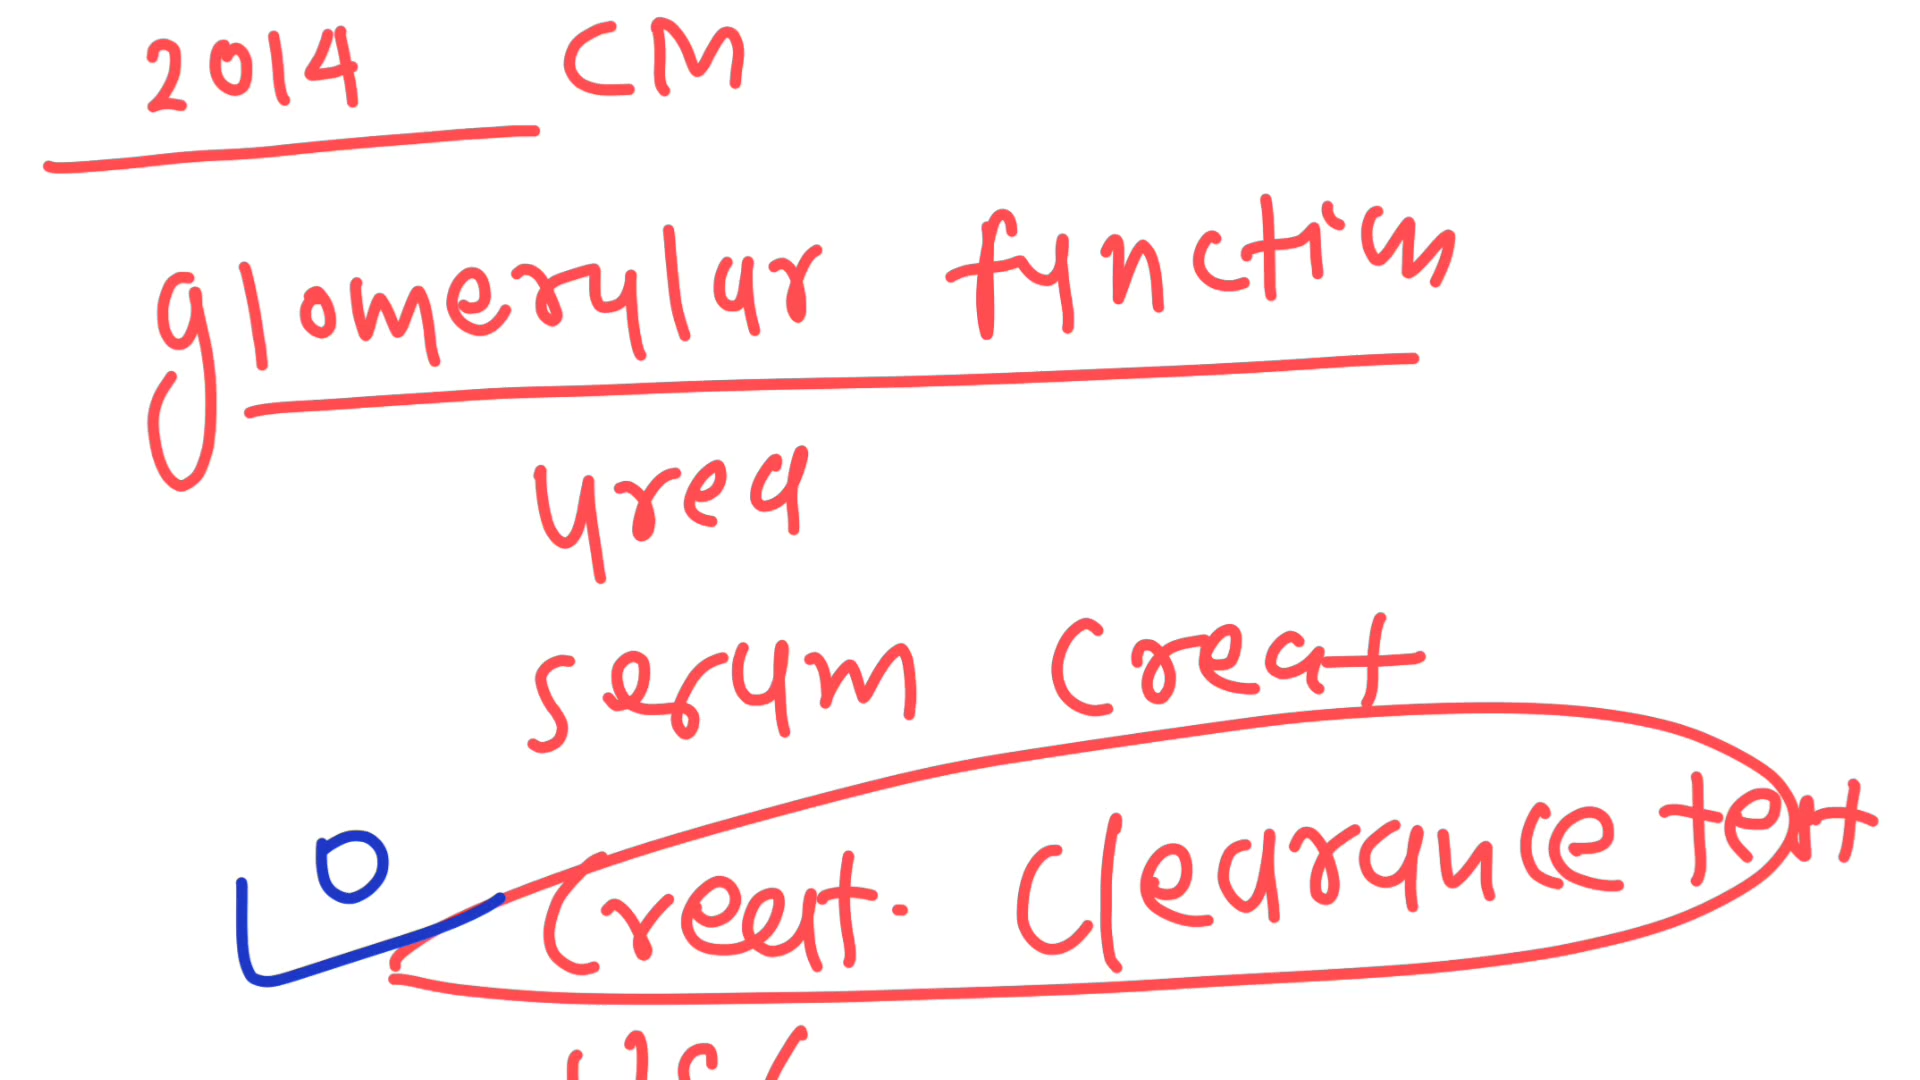 2014 CM
glomerular function
urea
serum creat
Creat. Clearance test